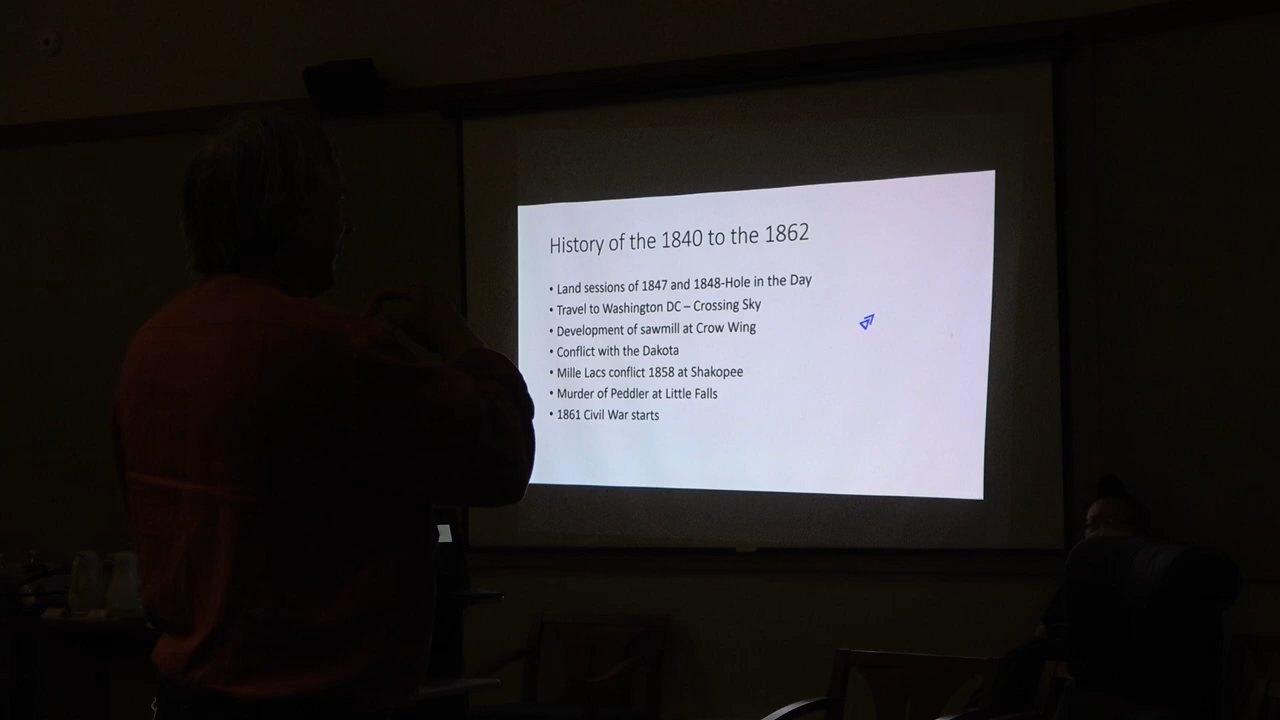 History of the 1840 to the 1862
• Land sessions of 1847 and 1848-Hole in the Day
• Travel to Washington DC – Crossing Sky
• Development of sawmill at Crow Wing
• Conflict with the Dakota
• Mille Lacs conflict 1858 at Shakopee
• Murder of Peddler at Little Falls
• 1861 Civil War starts